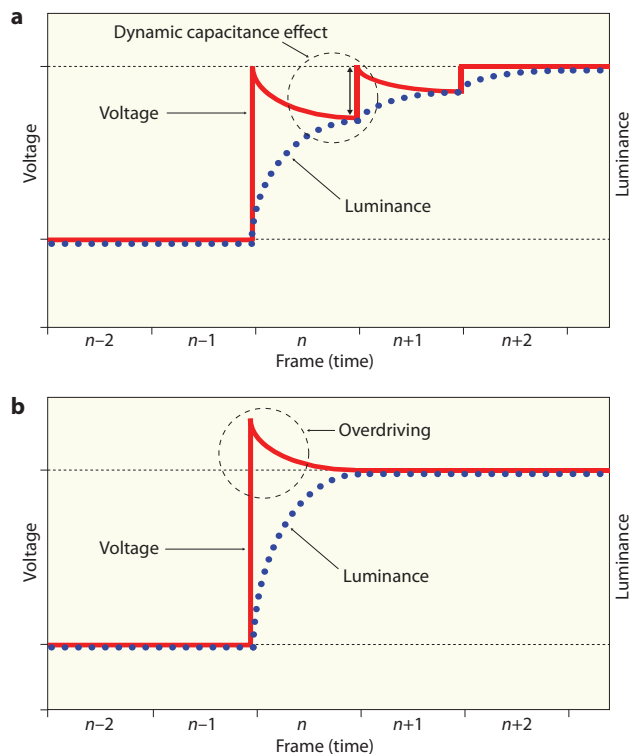 a
Dynamic capacitance effect
Voltage
Luminance
Voltage
Luminance
n–2 n–1 n n+1 n+2
Frame (time)
b
Overdriving
Voltage
Luminance
Voltage
Luminance
n–2 n–1 n n+1 n+2
Frame (time)